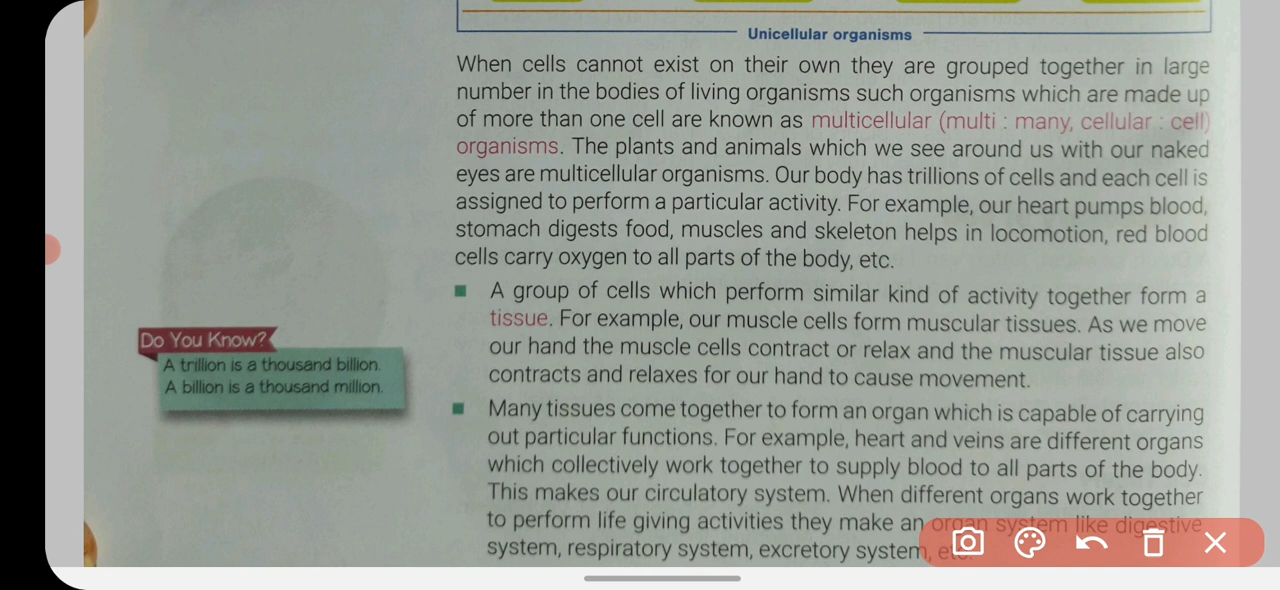 Unicellular organisms
When cells cannot exist on their own they are grouped together in large
number in the bodies of living organisms such organisms which are made up
of more than one cell are known as multicellular (multi : many, cellular : cell)
organisms. The plants and animals which we see around us with our naked
eyes are multicellular organisms. Our body has trillions of cells and each cell is
assigned to perform a particular activity. For example, our heart pumps blood,
stomach digests food, muscles and skeleton helps in locomotion, red blood
cells carry oxygen to all parts of the body, etc.
A group of cells which perform similar kind of activity together form a
tissue. For example, our muscle cells form muscular tissues. As we move
our hand the muscle cells contract or relax and the muscular tissue also
contracts and relaxes for our hand to cause movement.
Many tissues come together to form an organ which is capable of carrying
out particular functions. For example, heart and veins are different organs
which collectively work together to supply blood to all parts of the body.
This makes our circulatory system. When different organs work together
to perform life giving activities they make an organ system like digestive
system, respiratory system, excretory system, etc.
Do You Know?
A trillion is a thousand billion.
A billion is a thousand million.